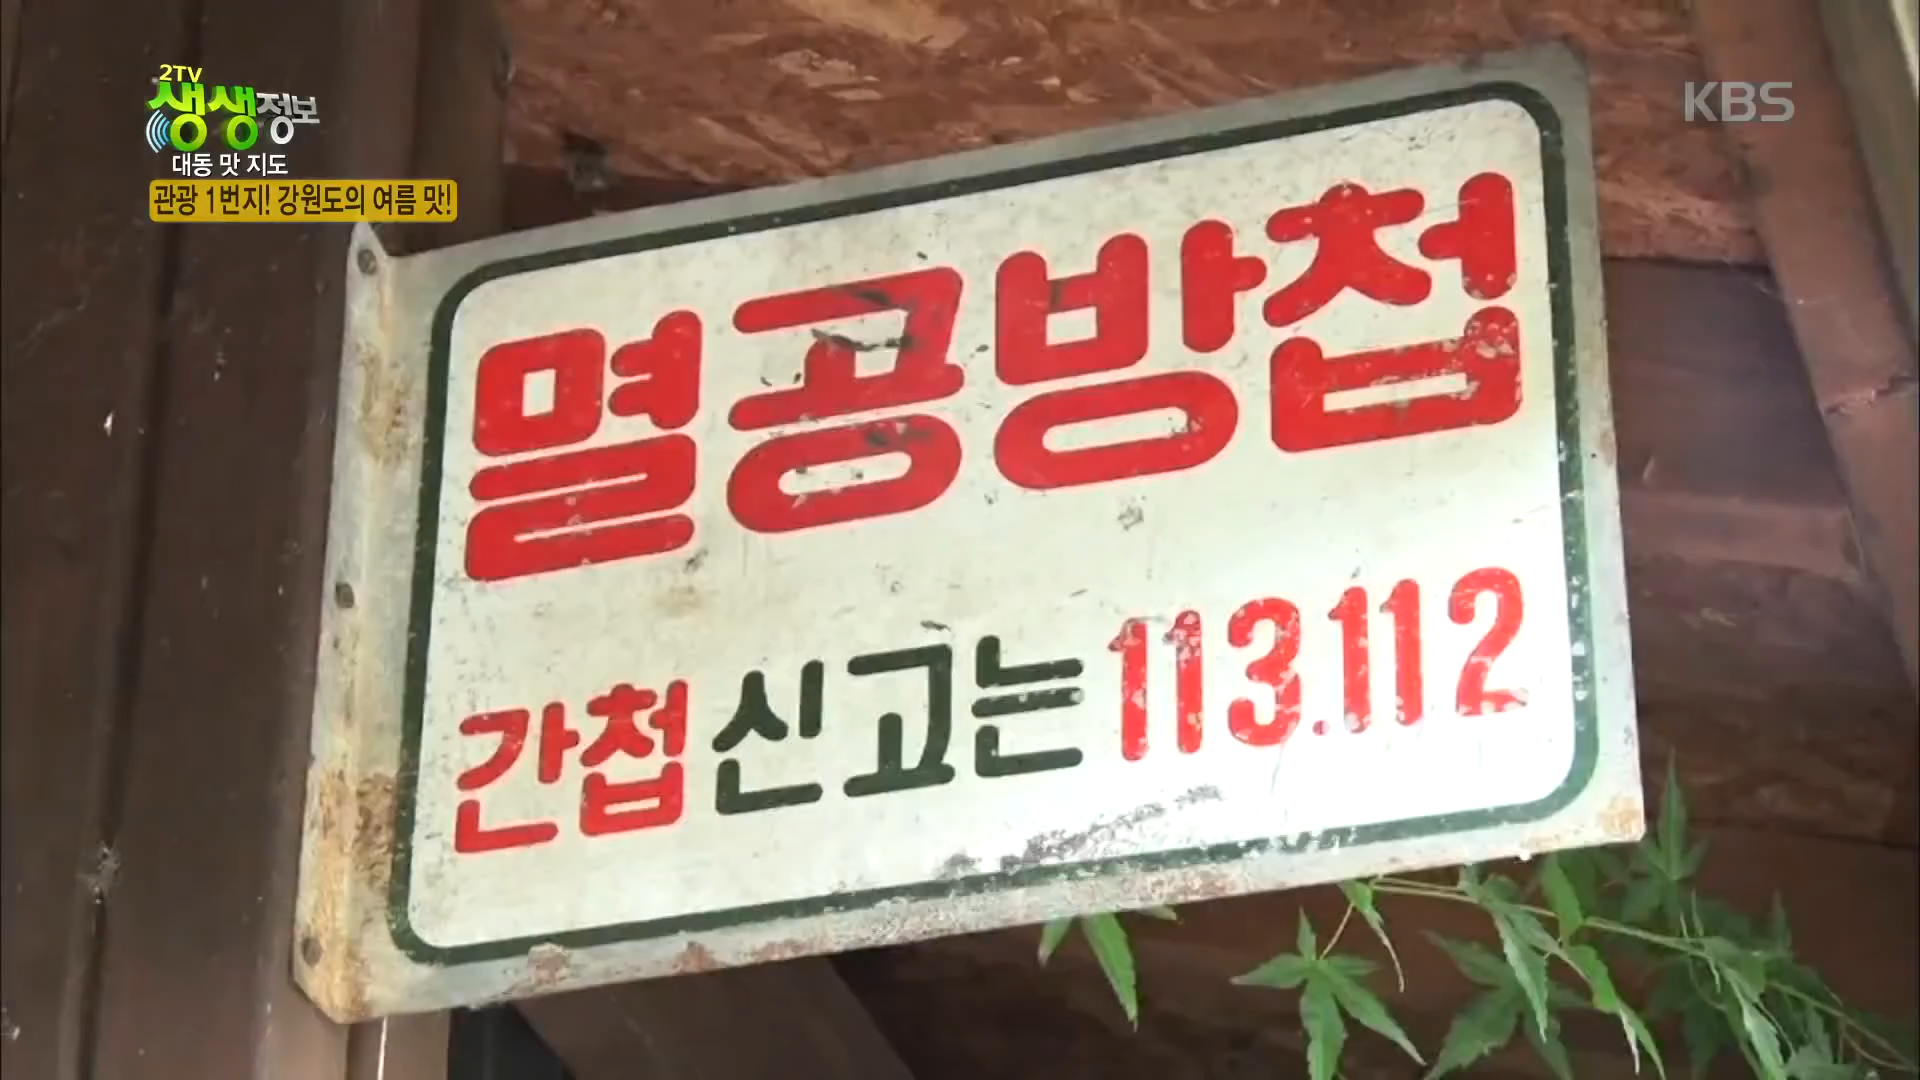 2TV
생생정보
대동 맛 지도
관광 1번지! 강원도의 여름 맛!
KBS
멸공방첩
간첩 신고는 113.112